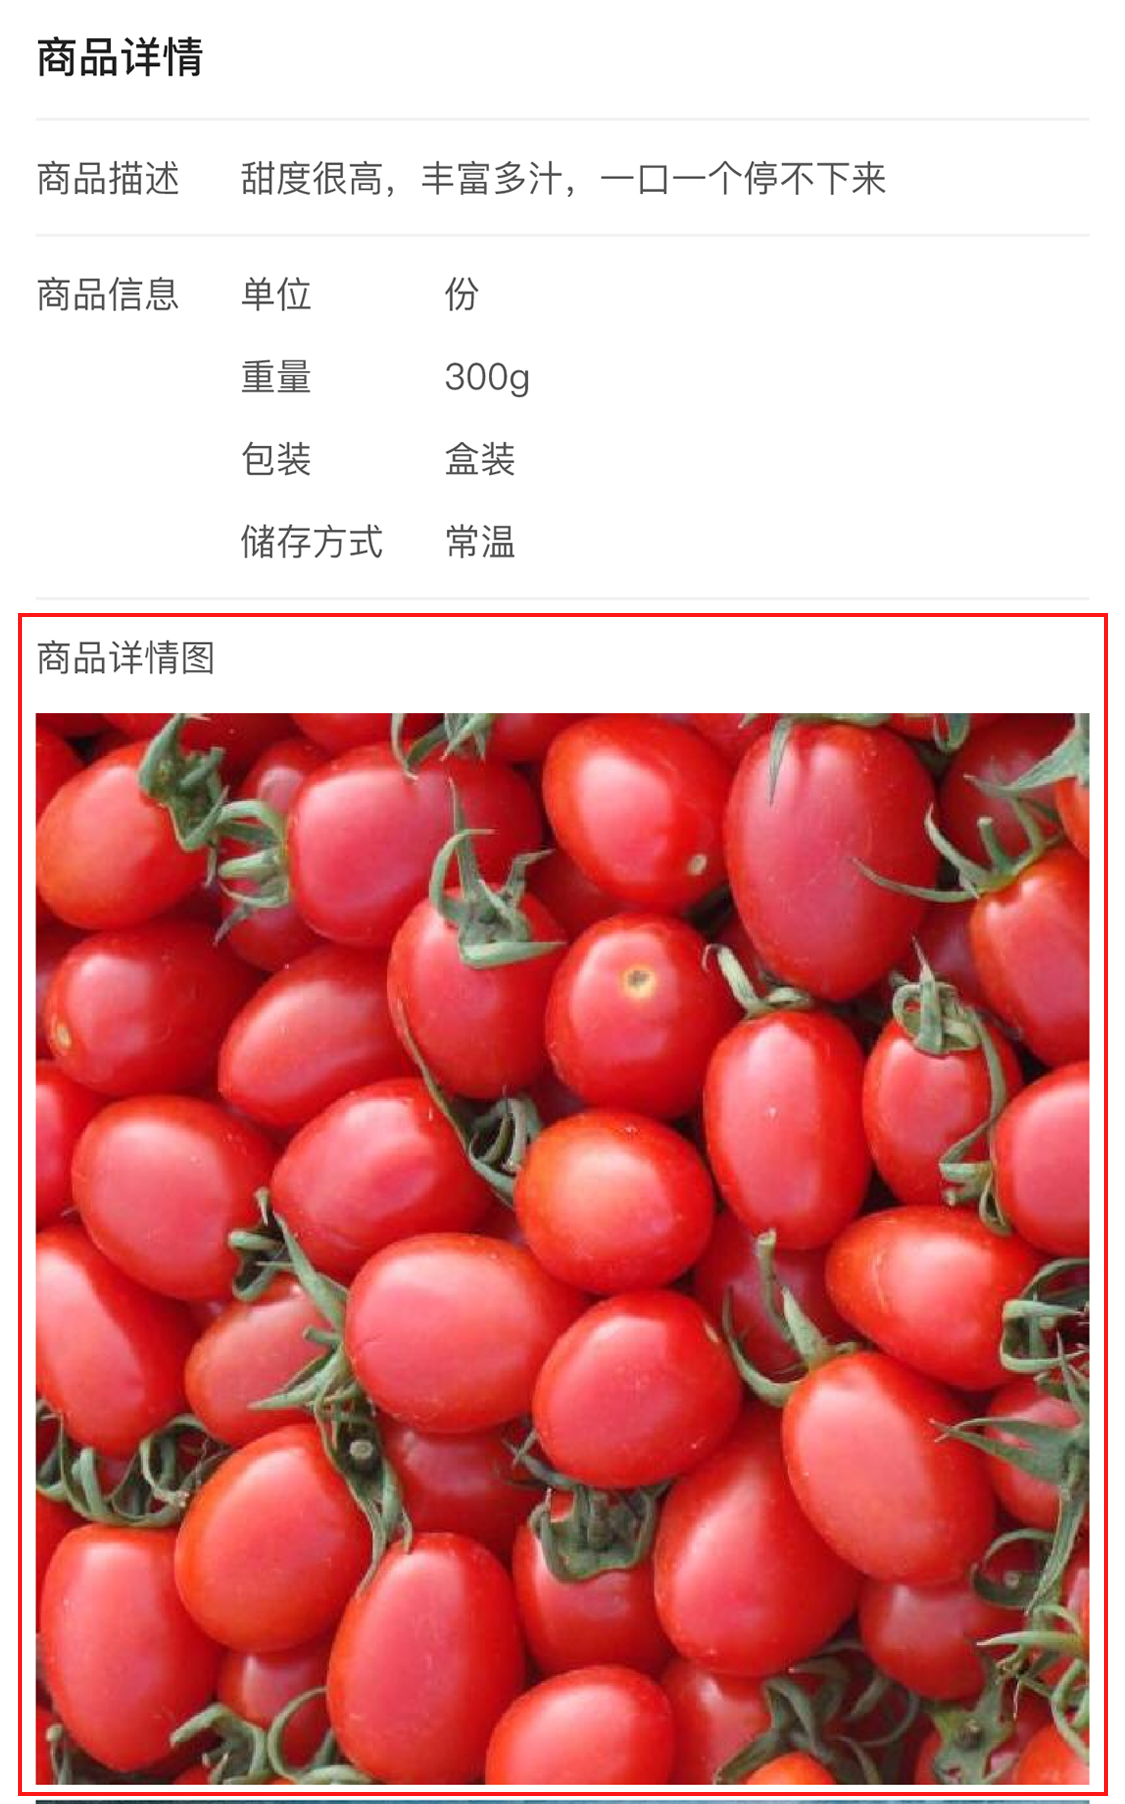 商品详情
商品描述 甜度很高，丰富多汁，一口一个停不下来
商品信息 单位 份
重量 300g
包装 盒装
储存方式 常温
商品详情图